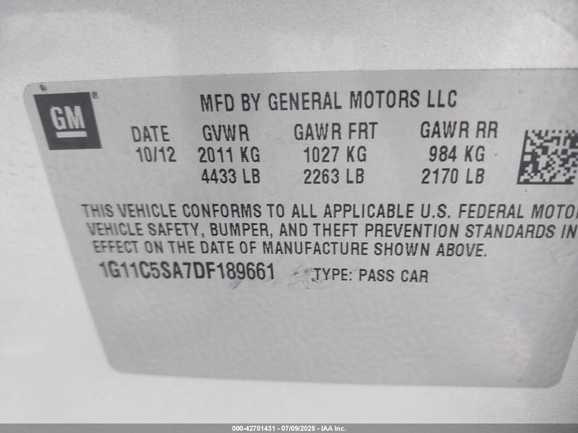 GM ®
MFD BY GENERAL MOTORS LLC
DATE GVWR GAWR FRT GAWR RR
10/12 2011 KG 1027 KG 984 KG
4433 LB 2263 LB 2170 LB
THIS VEHICLE CONFORMS TO ALL APPLICABLE U.S. FEDERAL MOTO
VEHICLE SAFETY, BUMPER, AND THEFT PREVENTION STANDARDS IN
EFFECT ON THE DATE OF MANUFACTURE SHOWN ABOVE.
1G11C5SA7DF189661 TYPE: PASS CAR
000-42701431 - 07/09/2025 - IAA Inc.